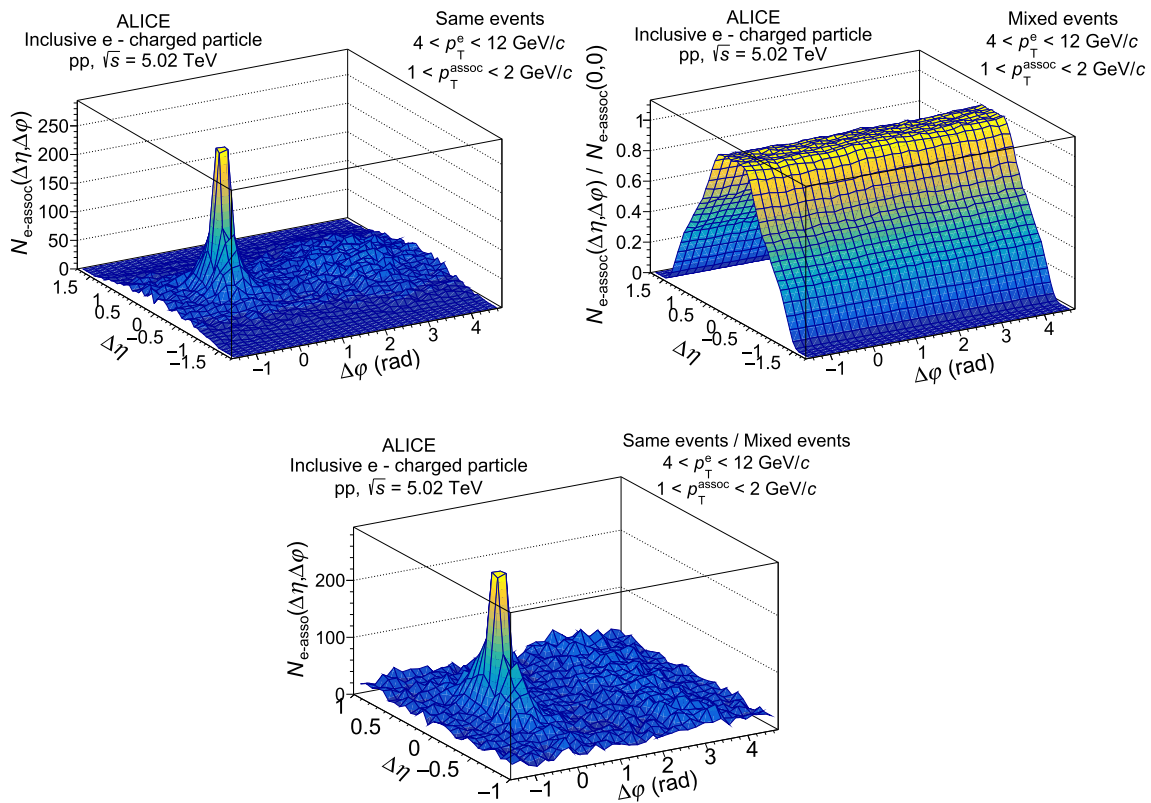 ALICE
Inclusive e - charged particle
pp, √s = 5.02 TeV
Same events
4 < p_T^e < 12 GeV/c
1 < p_T^assoc < 2 GeV/c
N_e-assoc(Δη,Δφ)
250
200
150
100
50
0
1.5
1
0.5
0
−0.5
−1
−1.5
Δη
−1
0
1
2
3
4
Δφ (rad)
ALICE
Inclusive e - charged particle
pp, √s = 5.02 TeV
Mixed events
4 < p_T^e < 12 GeV/c
1 < p_T^assoc < 2 GeV/c
N_e-assoc(Δη,Δφ) / N_e-assoc(0,0)
1
0.8
0.6
0.4
0.2
0
1.5
1
0.5
0
−0.5
−1
−1.5
Δη
−1
0
1
2
3
4
Δφ (rad)
ALICE
Inclusive e - charged particle
pp, √s = 5.02 TeV
Same events / Mixed events
4 < p_T^e < 12 GeV/c
1 < p_T^assoc < 2 GeV/c
N_e-asso(Δη,Δφ)
200
100
0
1
0.5
0
−0.5
−1
Δη
−1
0
1
2
3
4
Δφ (rad)